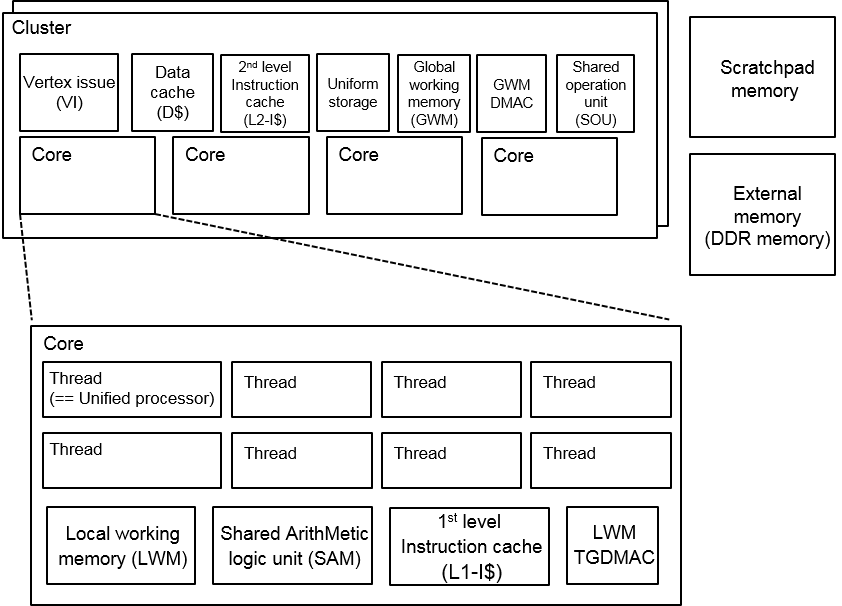 Cluster
Vertex issue
(VI)
Data
cache
(D$)
2nd level
Instruction
cache
(L2-I$)
Uniform
storage
Global
working
memory
(GWM)
GWM
DMAC
Shared
operation
unit
(SOU)
Scratchpad
memory
Core
Core
Core
Core
External
memory
(DDR memory)
Core
Thread
(== Unified processor)
Thread
Thread
Thread
Thread
Thread
Thread
Thread
Local working
memory (LWM)
Shared ArithMetic
logic unit (SAM)
1st level
Instruction cache
(L1-I$)
LWM
TGDMAC